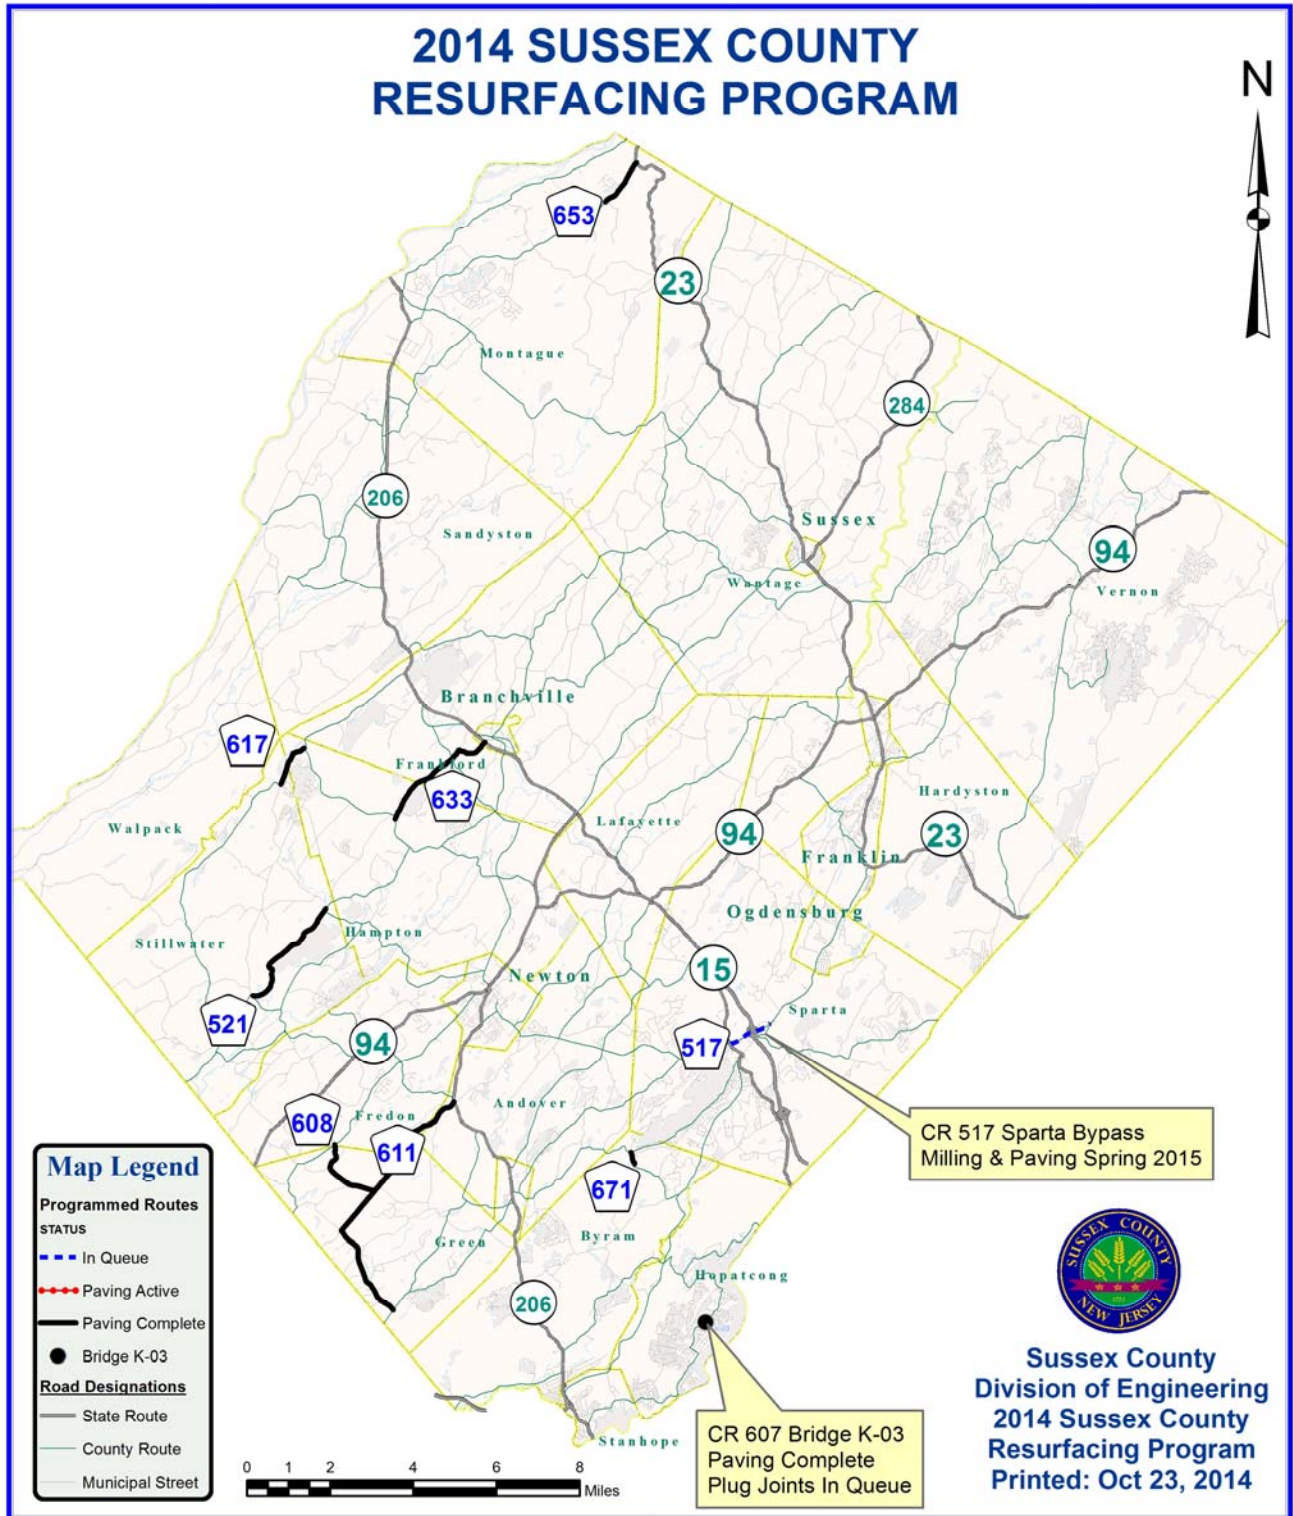 2014 SUSSEX COUNTY
RESURFACING PROGRAM
N
653
23
Montague
284
206
Sussex
Sandyston
94
Wantage
Vernon
Branchville
617
Frankford
633
Hardyston
Walpack
Lafayette
94
23
Franklin
Ogdensburg
Stillwater
Hampton
Newton
15
521
Sparta
94
517
608
Fredon
Andover
611
CR 517 Sparta Bypass
Milling & Paving Spring 2015
671
Green
Byram
Hopatcong
206
Stanhope
CR 607 Bridge K-03
Paving Complete
Plug Joints In Queue
Map Legend
Programmed Routes
STATUS
In Queue
Paving Active
Paving Complete
Bridge K-03
Road Designations
State Route
County Route
Municipal Street
0 1 2 4 6 8
Miles
SUSSEX COUNTY
NEW JERSEY
Sussex County
Division of Engineering
2014 Sussex County
Resurfacing Program
Printed: Oct 23, 2014